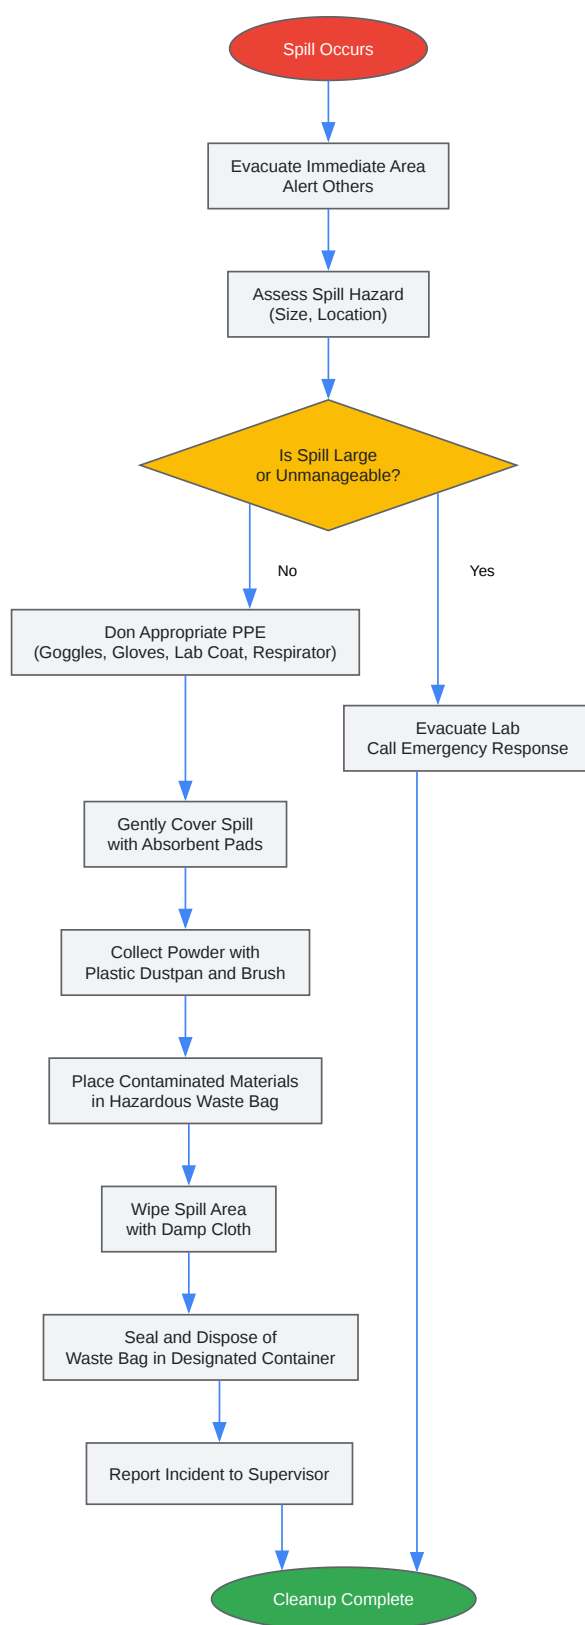 Spill Occurs
Evacuate Immediate Area
Alert Others
Assess Spill Hazard
(Size, Location)
Is Spill Large
or Unmanageable?
No
Yes
Don Appropriate PPE
(Goggles, Gloves, Lab Coat, Respirator)
Evacuate Lab
Call Emergency Response
Gently Cover Spill
with Absorbent Pads
Collect Powder with
Plastic Dustpan and Brush
Place Contaminated Materials
in Hazardous Waste Bag
Wipe Spill Area
with Damp Cloth
Seal and Dispose of
Waste Bag in Designated Container
Report Incident to Supervisor
Cleanup Complete